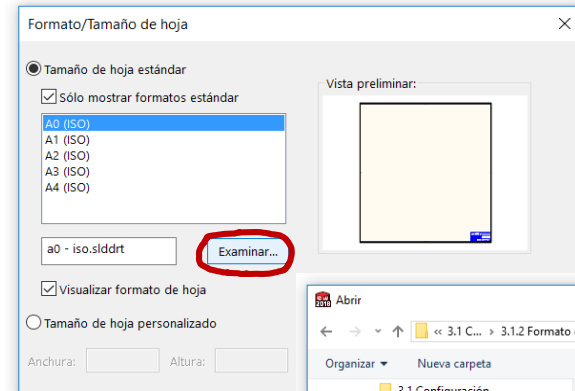 Formato/Tamaño de hoja
Tamaño de hoja estándar
Sólo mostrar formatos estándar
A0 (ISO)
A1 (ISO)
A2 (ISO)
A3 (ISO)
A4 (ISO)
Vista preliminar:
a0 - iso.slddrt
Examinar...
Visualizar formato de hoja
Tamaño de hoja personalizado
Anchura:
Altura:
Abrir
« 3.1 C... › 3.1.2 Formato
Organizar
Nueva carpeta
3.1 Configuración